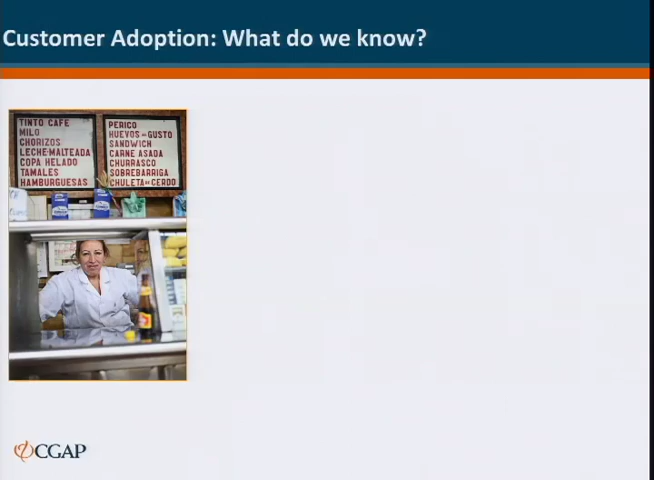 Customer Adoption: What do we know?
TINTO CAFE
MILO
CHORIZOS
LECHE-MALTEADA
COPA HELADO
TAMALES
HAMBURGUESAS
PERICO
HUEVOS AL GUSTO
SANDWICH
CARNE ASADA
CHURRASCO
SOBREBARRIGA
CHULETA DE CERDO
CGAP